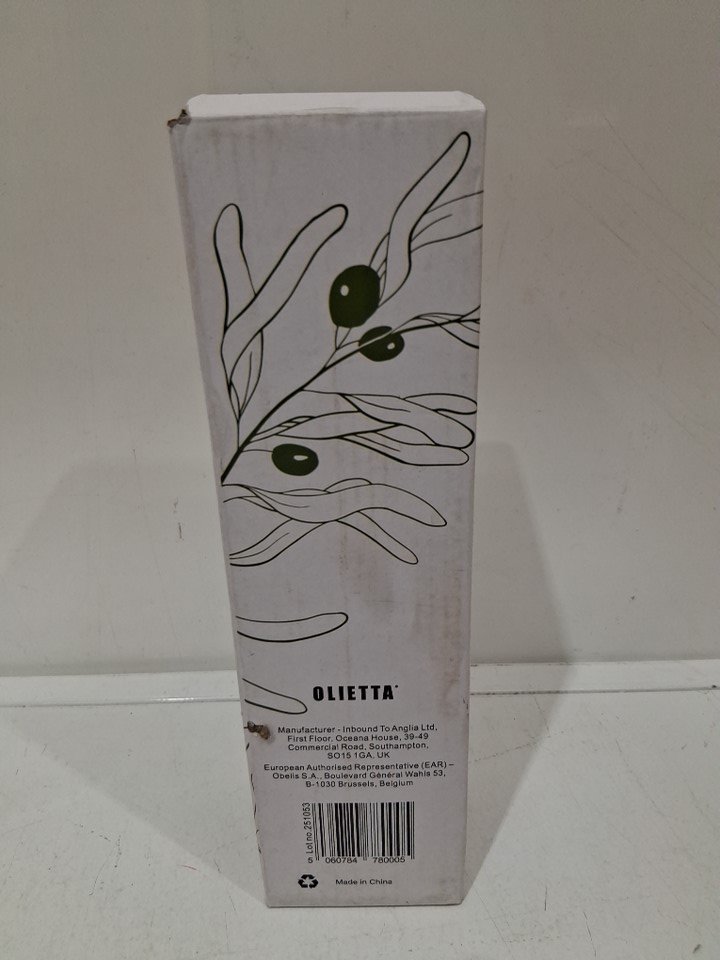 OLIETTA®
Manufacturer - Inbound To Anglia Ltd,
First Floor, Oceana House, 39-49
Commercial Road, Southampton,
SO15 1GA, UK
European Authorised Representative (EAR) –
Obelis S.A., Boulevard Général Wahis 53,
B-1030 Brussels, Belgium
Lot no.251053
5 060784 780005
Made in China